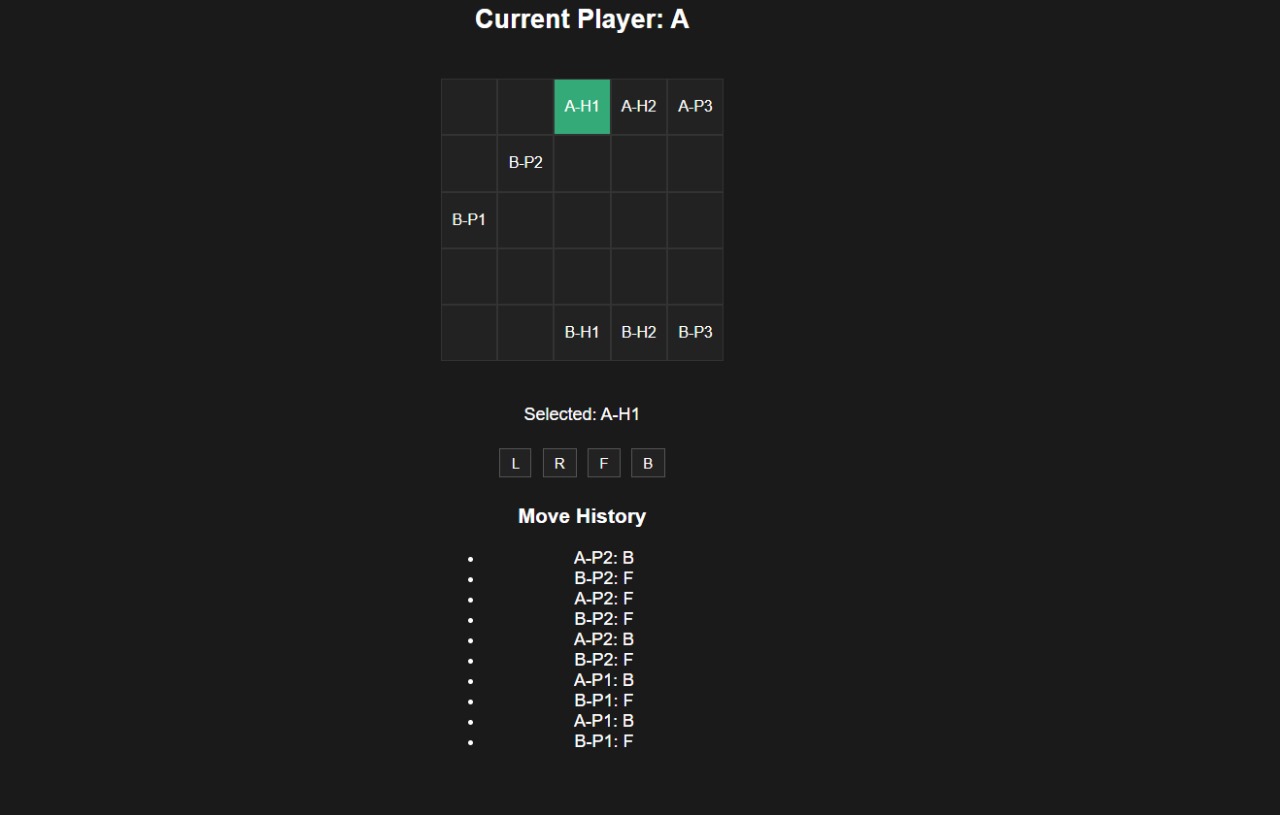 Current Player: A
A-H1 A-H2 A-P3
B-P2
B-P1
B-H1 B-H2 B-P3
Selected: A-H1
L R F B
Move History
A-P2: B
B-P2: F
A-P2: F
B-P2: F
A-P2: B
B-P2: F
A-P1: B
B-P1: F
A-P1: B
B-P1: F